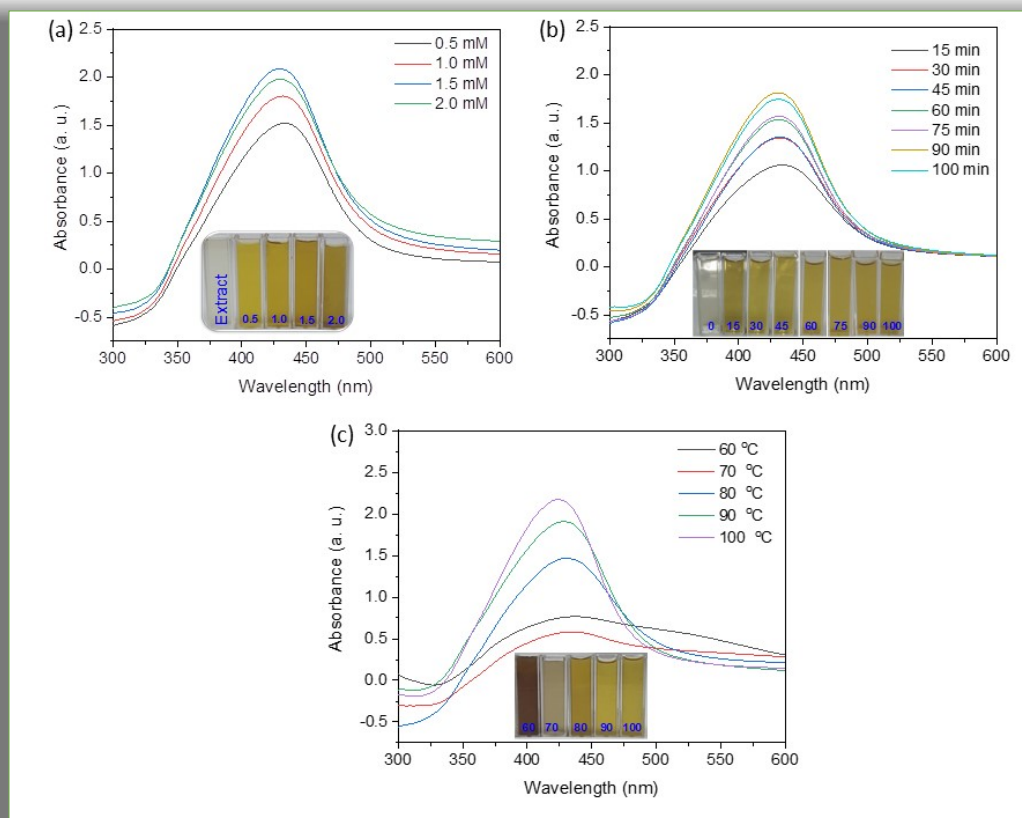 (a)
2.5
2.0
1.5
1.0
0.5
0.0
-0.5
Absorbance (a. u.)
0.5 mM
1.0 mM
1.5 mM
2.0 mM
Extract 0.5 1.0 1.5 2.0
300 350 400 450 500 550 600
Wavelength (nm)
(b)
2.5
2.0
1.5
1.0
0.5
0.0
-0.5
Absorbance (a. u.)
15 min
30 min
45 min
60 min
75 min
90 min
100 min
0 15 30 45 60 75 90 100
300 350 400 450 500 550 600
Wavelength (nm)
(c)
3.0
2.5
2.0
1.5
1.0
0.5
0.0
-0.5
Absorbance (a. u.)
60 ºC
70 ºC
80 ºC
90 ºC
100 ºC
60 70 80 90 100
300 350 400 450 500 550 600
Wavelength (nm)